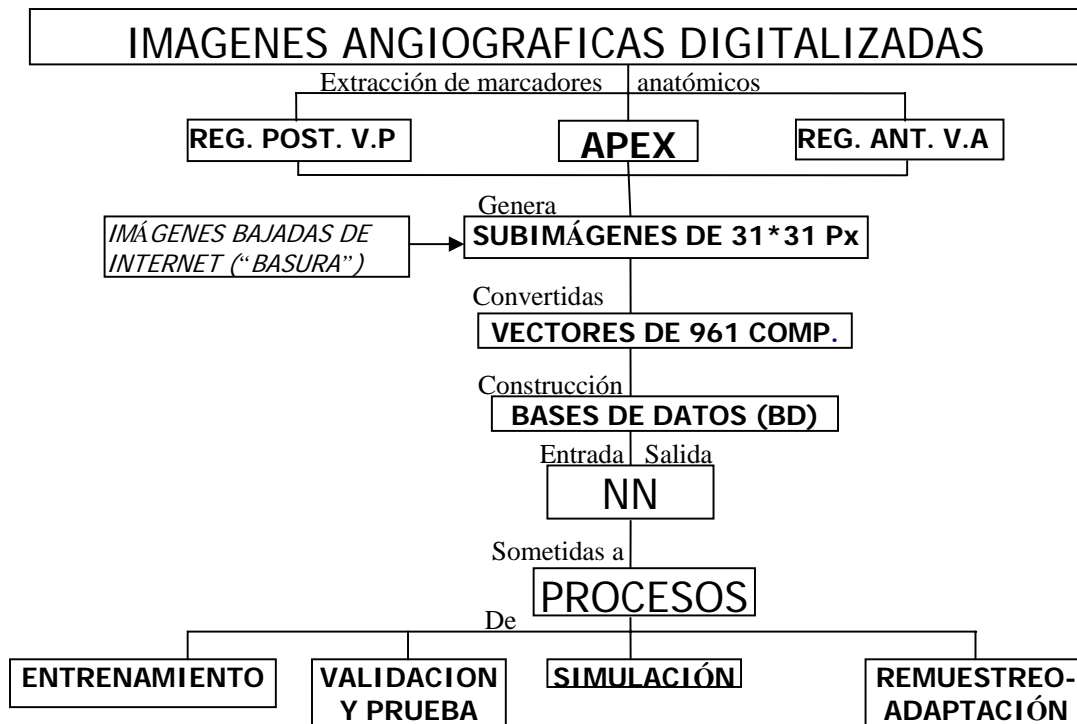 IMAGENES ANGIOGRAFICAS DIGITALIZADAS
Extracción de marcadores anatómicos
REG. POST. V.P
APEX
REG. ANT. V.A
Genera
IMÁGENES BAJADAS DE
INTERNET (“BASURA”)
SUBIMÁGENES DE 31*31 Px
Convertidas
VECTORES DE 961 COMP.
Construcción
BASES DE DATOS (BD)
Entrada Salida
NN
Sometidas a
PROCESOS
De
ENTRENAMIENTO
VALIDACION
Y PRUEBA
SIMULACIÓN
REMUESTREO-
ADAPTACIÓN